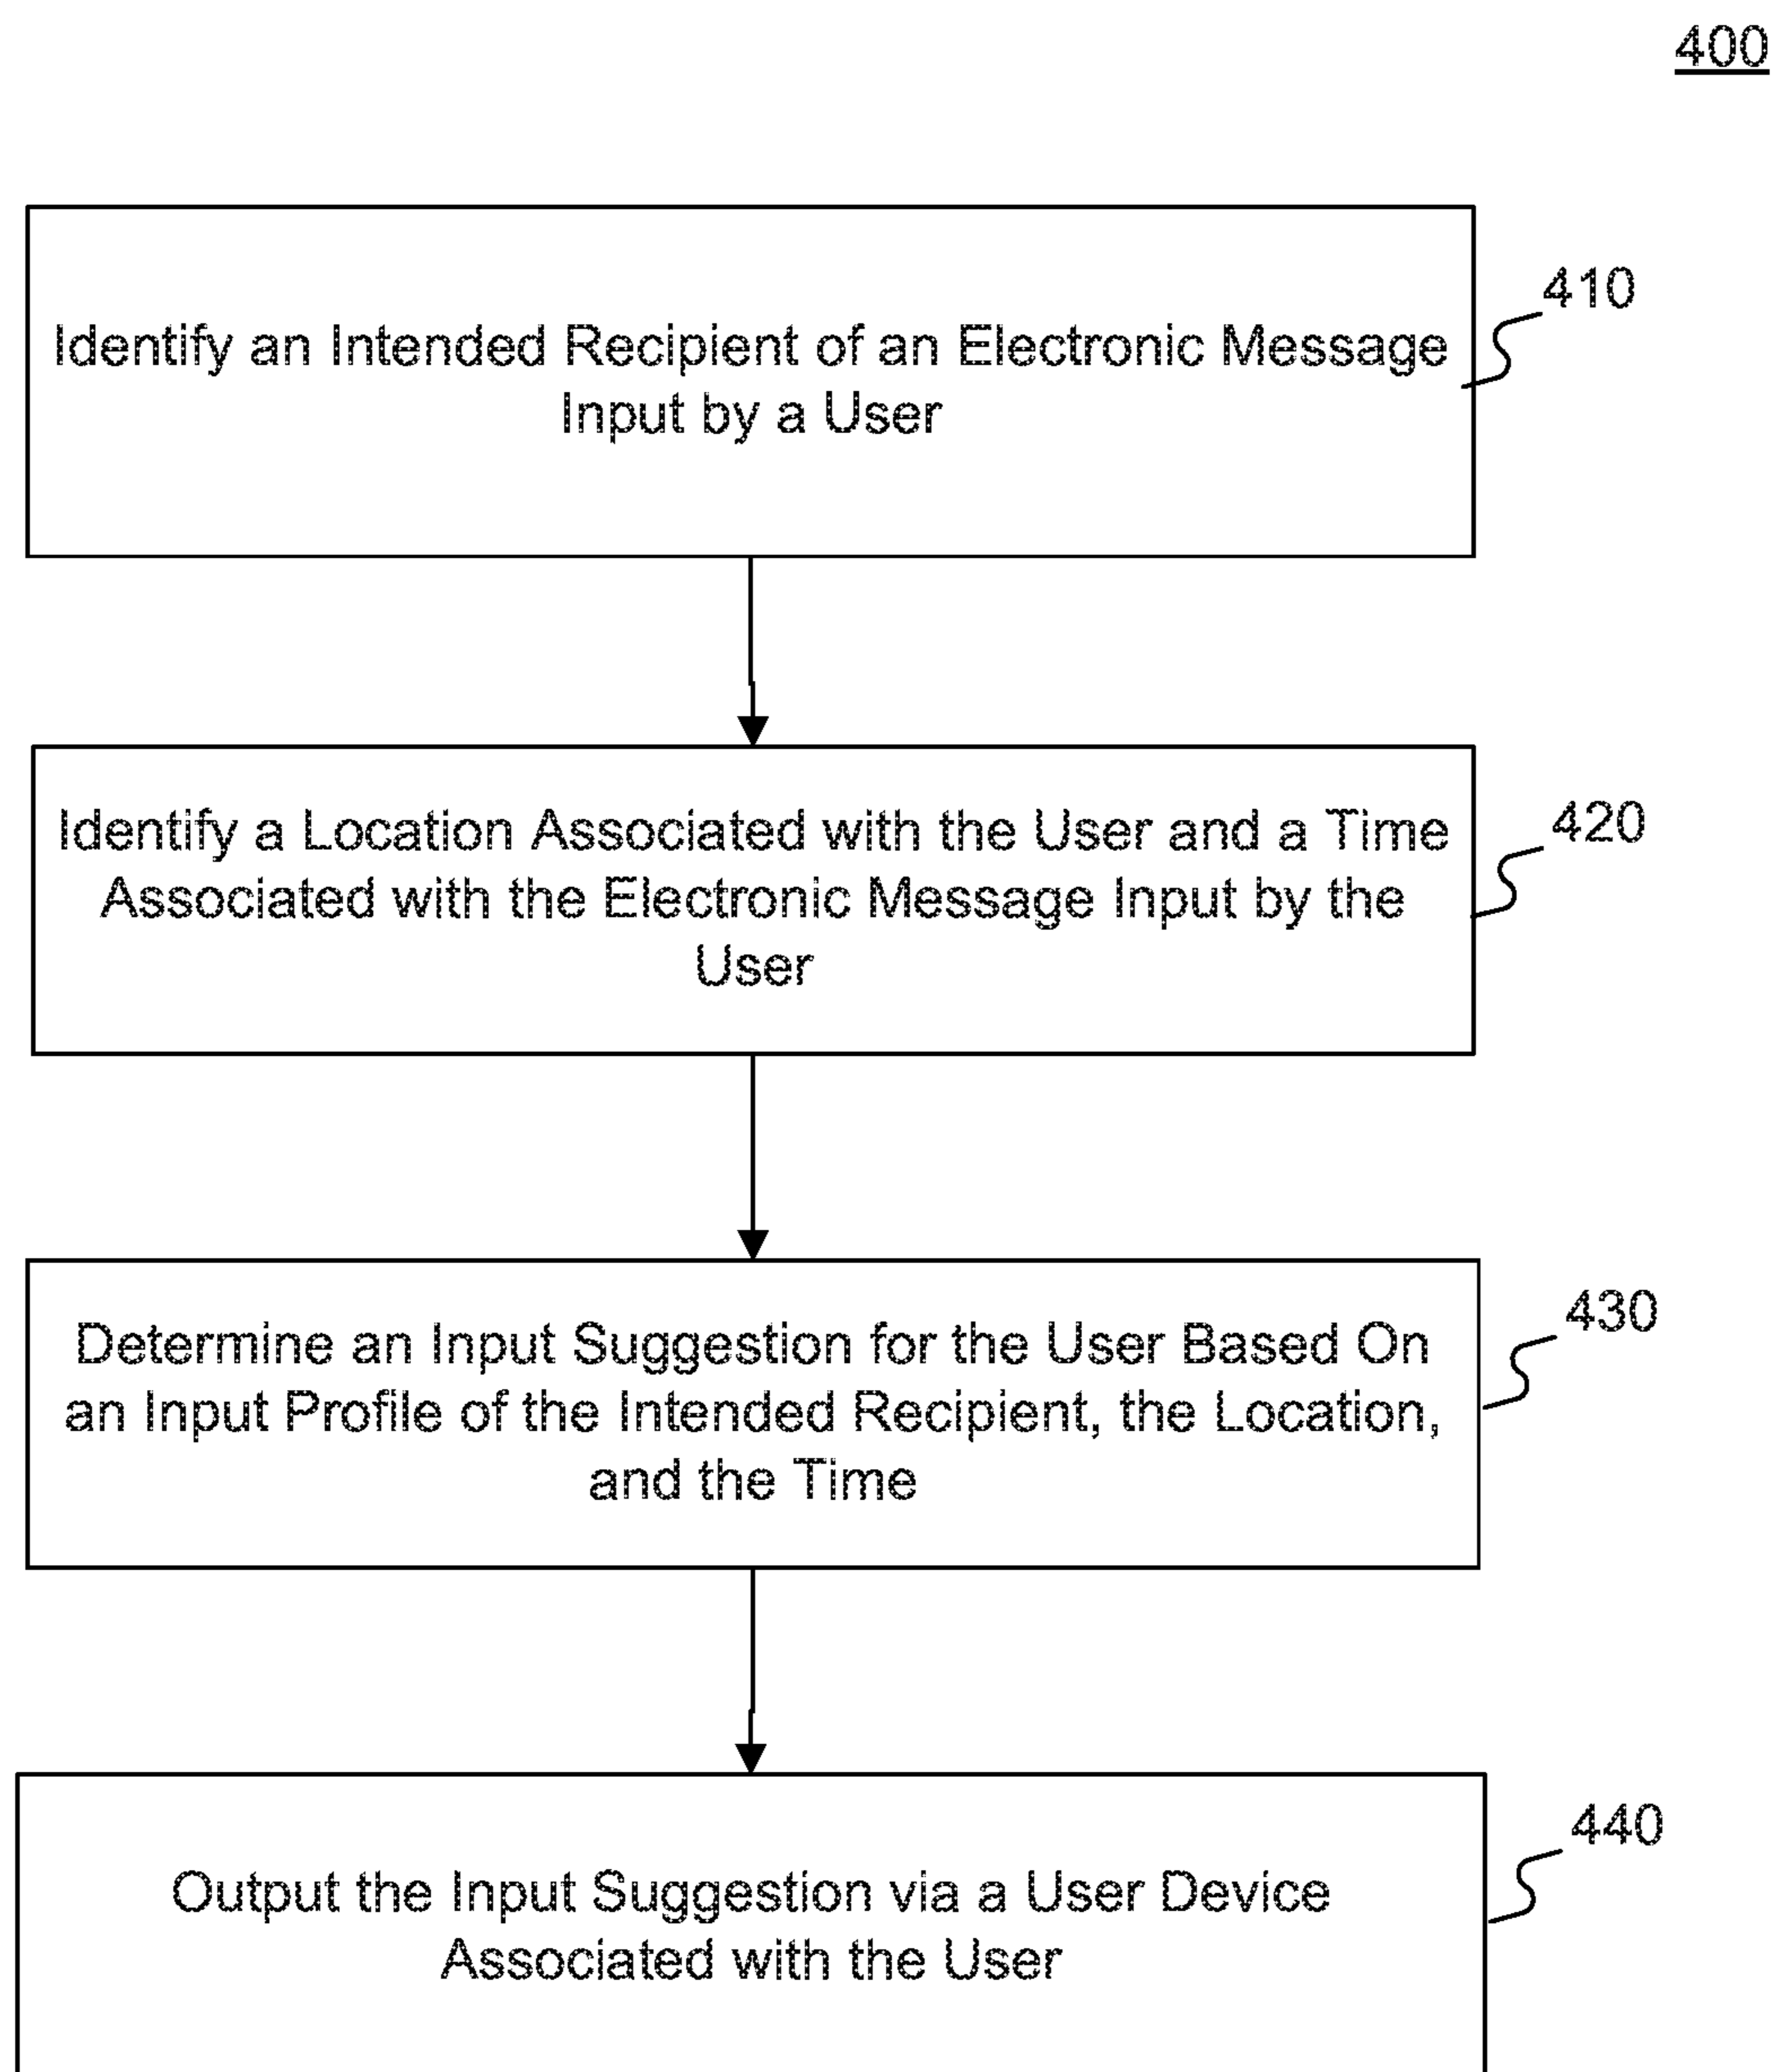 400
Identify an Intended Recipient of an Electronic Message
Input by a User
410
Identify a Location Associated with the User and a Time
Associated with the Electronic Message Input by the
User
420
Determine an Input Suggestion for the User Based On
an Input Profile of the Intended Recipient, the Location,
and the Time
430
Output the Input Suggestion via a User Device
Associated with the User
440